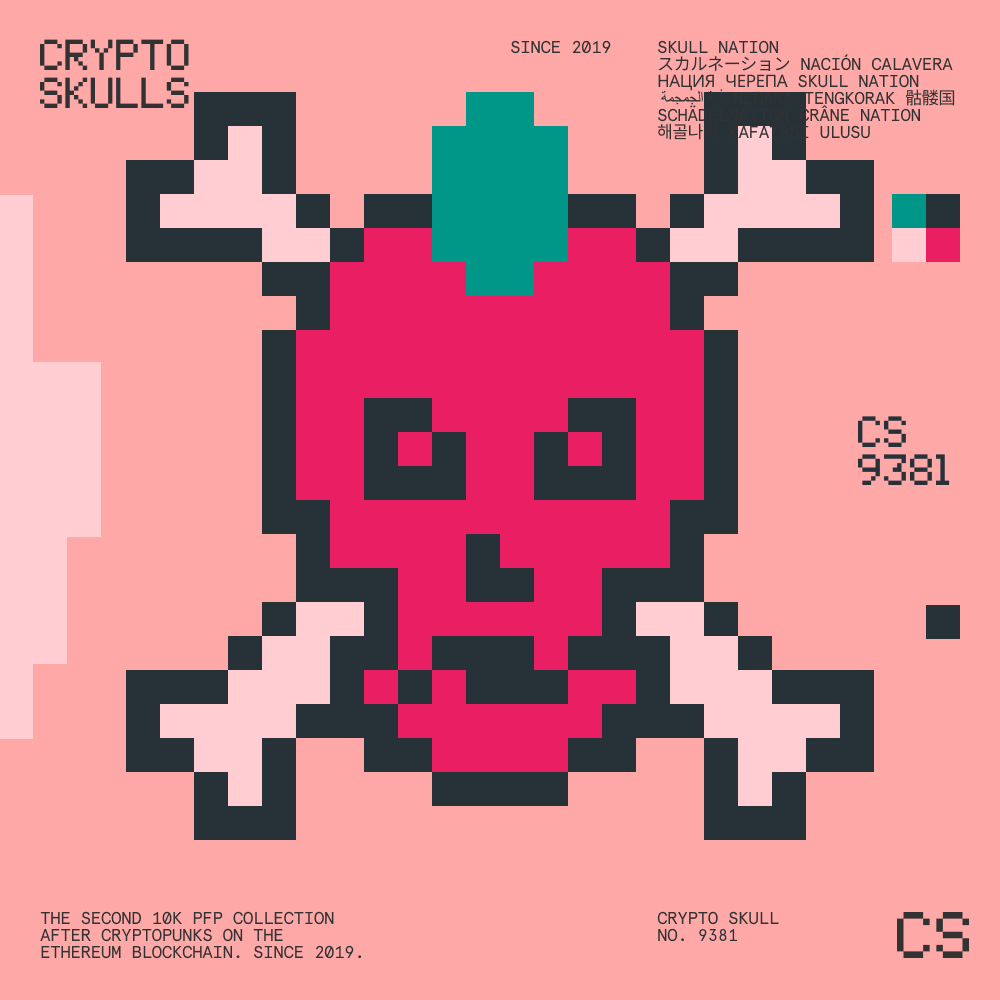 CRYPTO
SKULLS
SINCE 2019
SKULL NATION
スカルネーション NACIÓN CALAVERA
НАЦИЯ ЧЕРЕПА SKULL NATION
الجمجمة TENGKORAK 骷髅国
CRÂNE NATION
해골나 ULUSU
CS
9381
THE SECOND 10K PFP COLLECTION
AFTER CRYPTOPUNKS ON THE
ETHEREUM BLOCKCHAIN. SINCE 2019.
CRYPTO SKULL
NO. 9381
CS